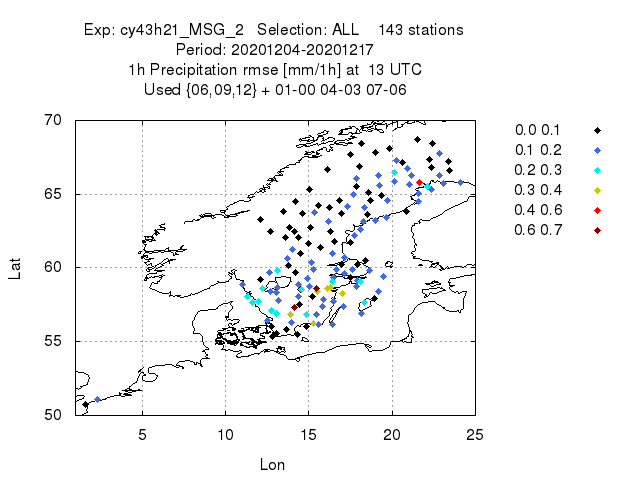 Exp: cy43h21_MSG_2 Selection: ALL 143 stations
Period: 20201204-20201217
1h Precipitation rmse [mm/1h] at 13 UTC
Used {06,09,12} + 01-00 04-03 07-06
70
65
60
55
50
Lat
5
10
15
20
25
Lon
0.0 0.1
0.1 0.2
0.2 0.3
0.3 0.4
0.4 0.6
0.6 0.7